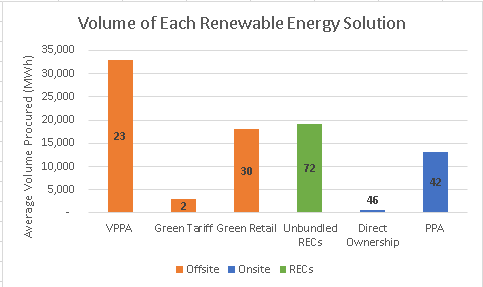 Volume of Each Renewable Energy Solution
Average Volume Procured (MWh)
35,000
30,000
25,000
20,000
15,000
10,000
5,000
-
23
2
30
72
46
42
VPPA
Green Tariff
Green Retail
Unbundled
RECs
Direct
Ownership
PPA
Offsite
Onsite
RECs